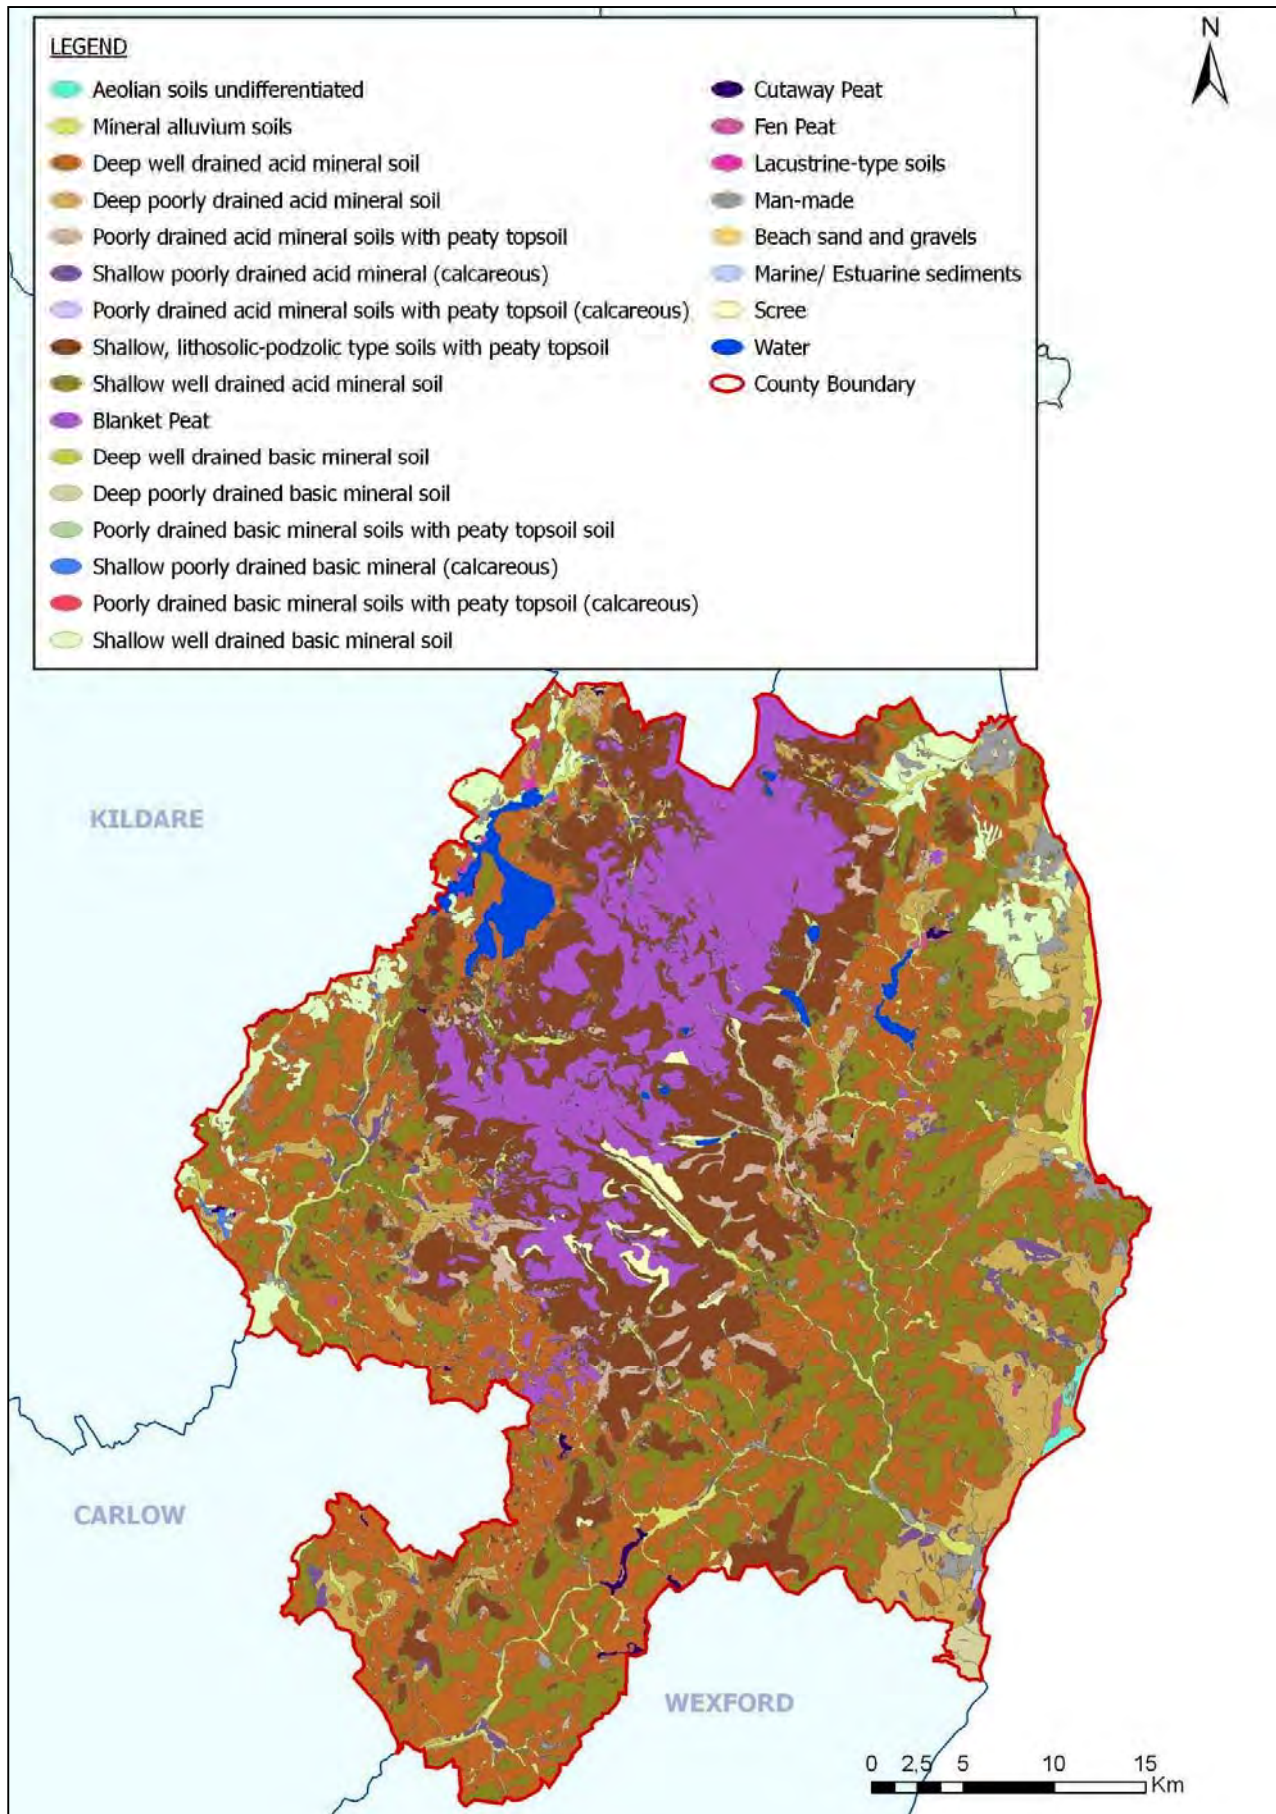 N
LEGEND
Aeolian soils undifferentiated
Mineral alluvium soils
Deep well drained acid mineral soil
Deep poorly drained acid mineral soil
Poorly drained acid mineral soils with peaty topsoil
Shallow poorly drained acid mineral (calcareous)
Poorly drained acid mineral soils with peaty topsoil (calcareous)
Shallow, lithosolic-podzolic type soils with peaty topsoil
Shallow well drained acid mineral soil
Blanket Peat
Deep well drained basic mineral soil
Deep poorly drained basic mineral soil
Poorly drained basic mineral soils with peaty topsoil soil
Shallow poorly drained basic mineral (calcareous)
Poorly drained basic mineral soils with peaty topsoil (calcareous)
Shallow well drained basic mineral soil
Cutaway Peat
Fen Peat
Lacustrine-type soils
Man-made
Beach sand and gravels
Marine/ Estuarine sediments
Scree
Water
County Boundary
KILDARE
CARLOW
WEXFORD
0 2,5 5 10 15
Km